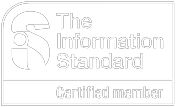 The
Information
Standard
Certified member